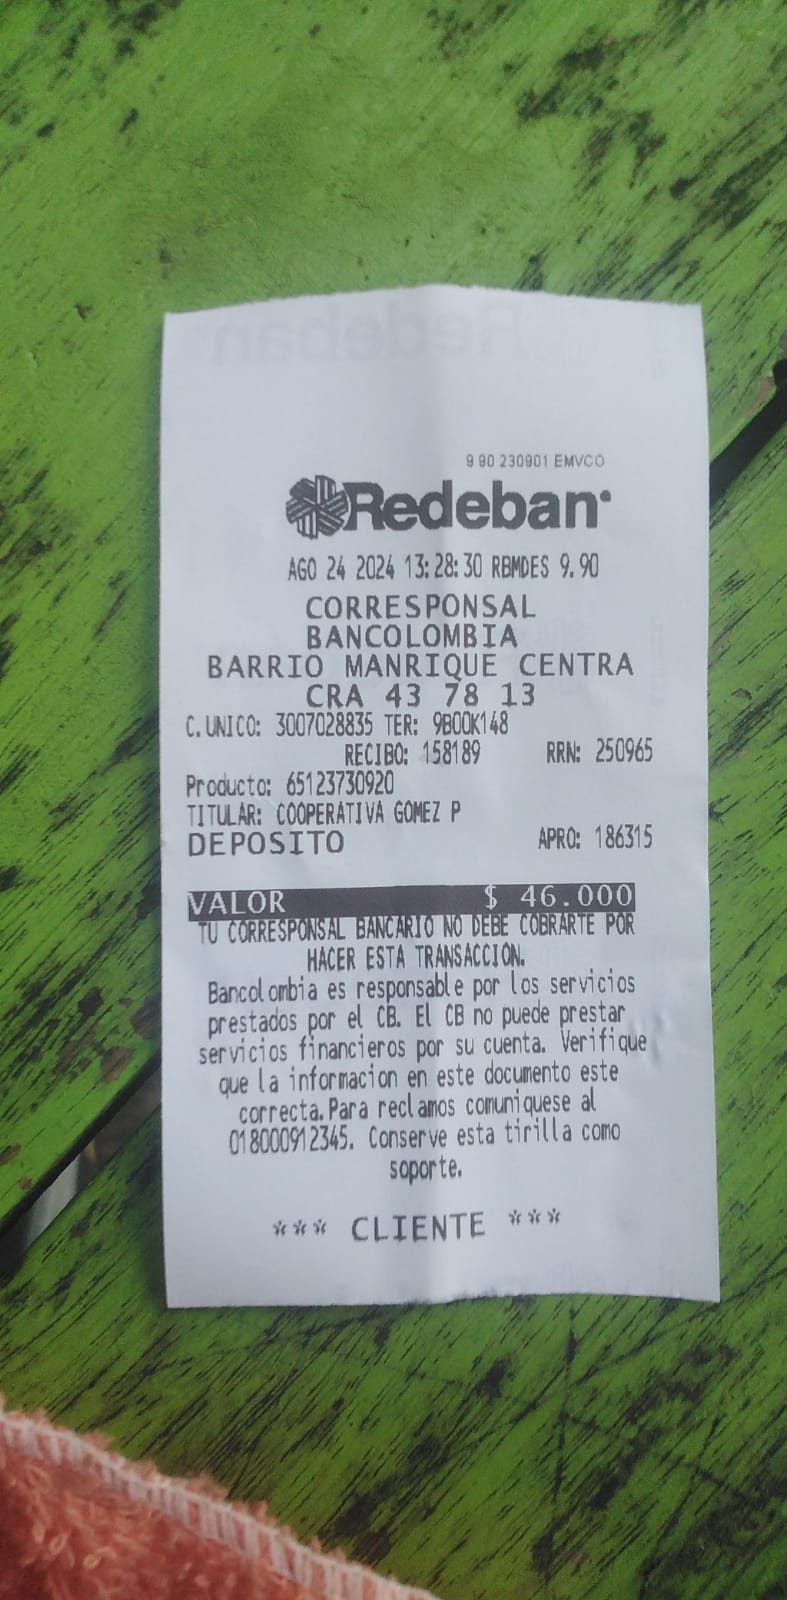 9 90 230901 EMVCO
Redeban
AGO 24 2024 13:28:30 RBMDES 9.90
CORRESPONSAL
BANCOLOMBIA
BARRIO MANRIQUE CENTRA
CRA 43 78 13
C.UNICO: 3007028835 TER: 9B00K148
RECIBO: 158189 RRN: 250965
Producto: 65123730920
TITULAR: COOPERATIVA GOMEZ P
DEPOSITO APRO: 186315
VALOR $ 46.000
TU CORRESPONSAL BANCARIO NO DEBE COBRARTE POR
HACER ESTA TRANSACCION.
Bancolombia es responsable por los servicios
prestados por el CB. El CB no puede prestar
servicios financieros por su cuenta. Verifique
que la informacion en este documento este
correcta.Para reclamos comuniquese al
018000912345. Conserve esta tirilla como
soporte.
*** CLIENTE ***